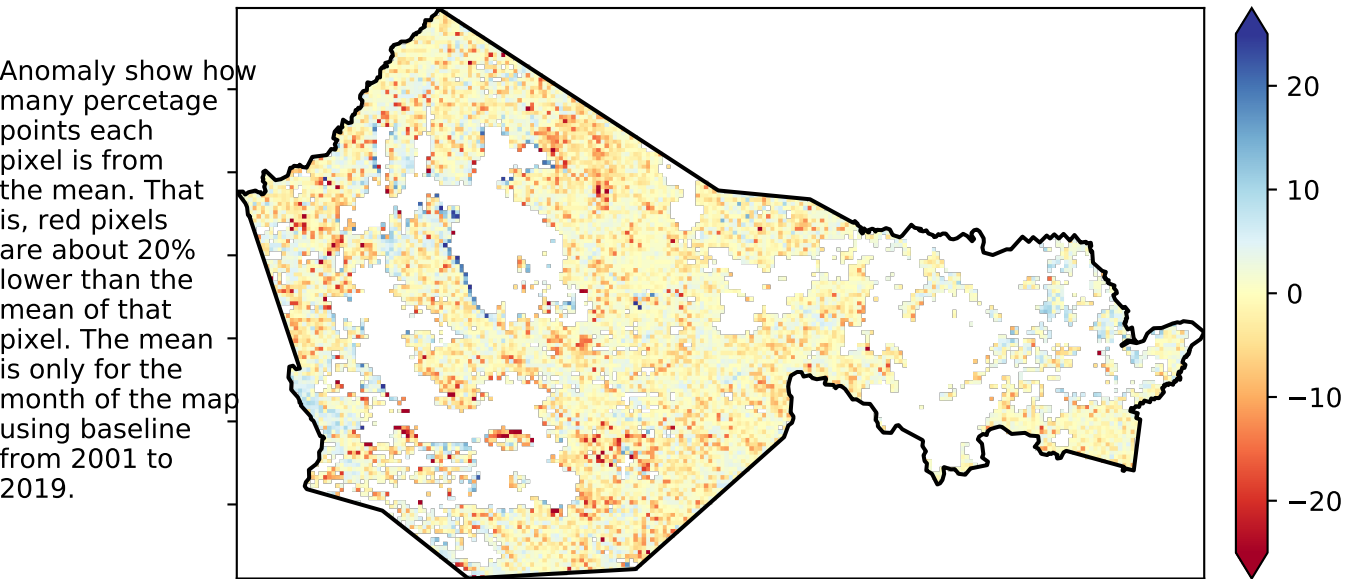 Anomaly show how
many percetage
points each
pixel is from
the mean. That
is, red pixels
are about 20%
lower than the
mean of that
pixel. The mean
is only for the
month of the map
using baseline
from 2001 to
2019.
20
10
0
−10
−20